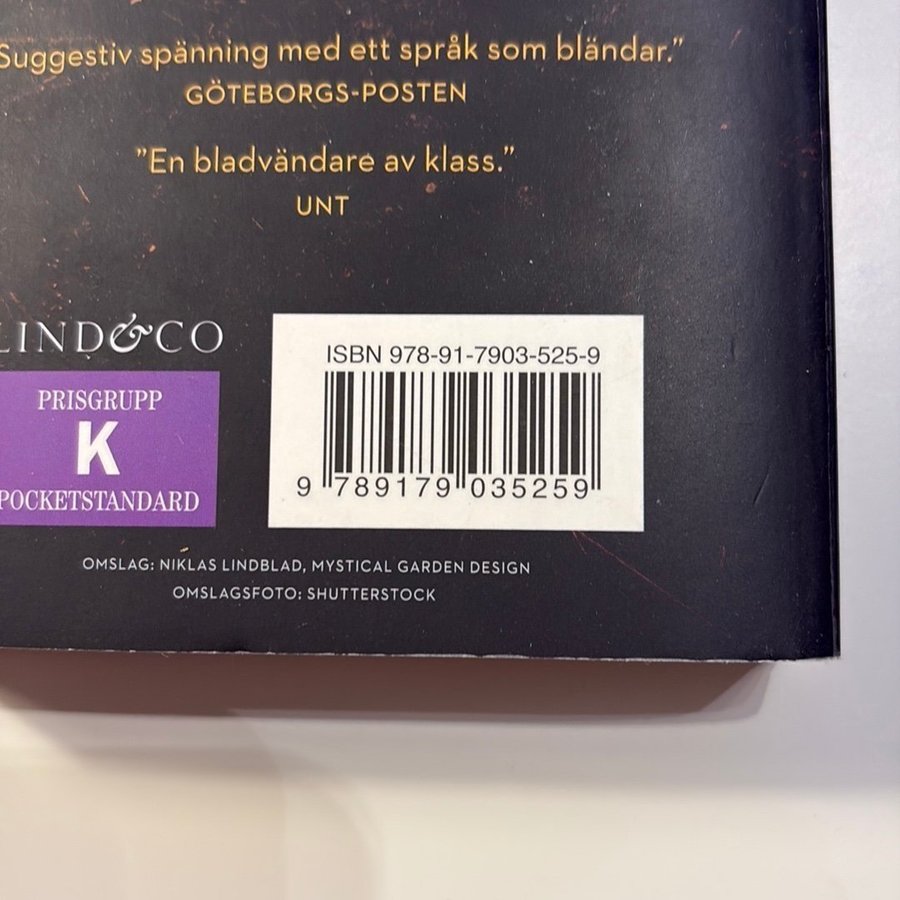 Suggestiv spänning med ett språk som bländar.”
GÖTEBORGS-POSTEN
”En bladvändare av klass.”
UNT
LIND&CO
PRISGRUPP
K
POCKETSTANDARD
ISBN 978-91-7903-525-9
9 789179 035259
OMSLAG: NIKLAS LINDBLAD, MYSTICAL GARDEN DESIGN
OMSLAGSFOTO: SHUTTERSTOCK